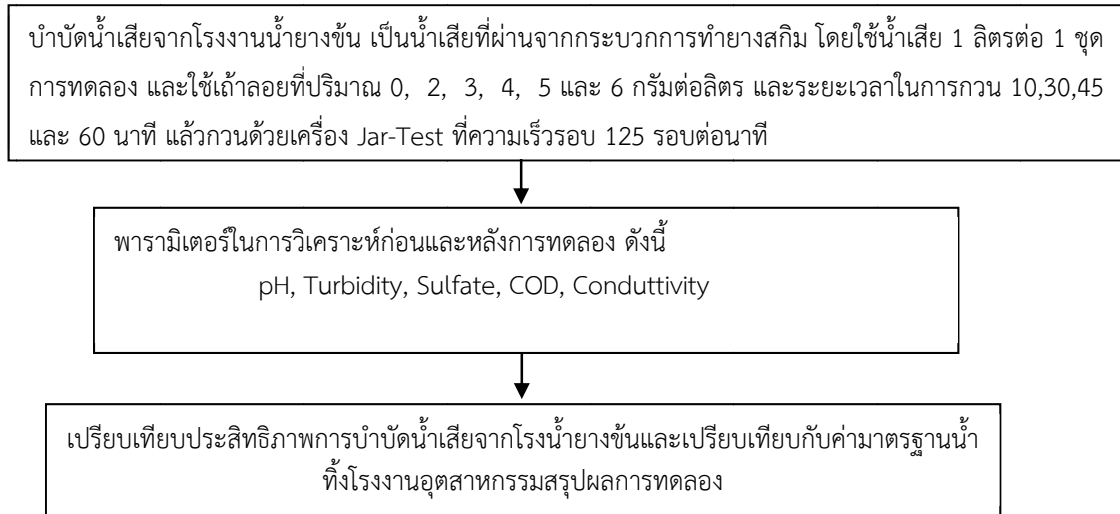 บำบัดน้ำเสียจากโรงงานน้ำยางข้น เป็นน้ำเสียที่ผ่านจากกระบวกการทำยางสกิม โดยใช้น้ำเสีย 1 ลิตรต่อ 1 ชุด
การทดลอง และใช้เถ้าลอยที่ปริมาณ 0, 2, 3, 4, 5 และ 6 กรัมต่อลิตร และระยะเวลาในการกวน 10,30,45
และ 60 นาที แล้วกวนด้วยเครื่อง Jar-Test ที่ความเร็วรอบ 125 รอบต่อนาที
พารามิเตอร์ในการวิเคราะห์ก่อนและหลังการทดลอง ดังนี้
pH, Turbidity, Sulfate, COD, Conduttivity
เปรียบเทียบประสิทธิภาพการบำบัดน้ำเสียจากโรงน้ำยางข้นและเปรียบเทียบกับค่ามาตรฐานน้ำ
ทิ้งโรงงานอุตสาหกรรมสรุปผลการทดลอง